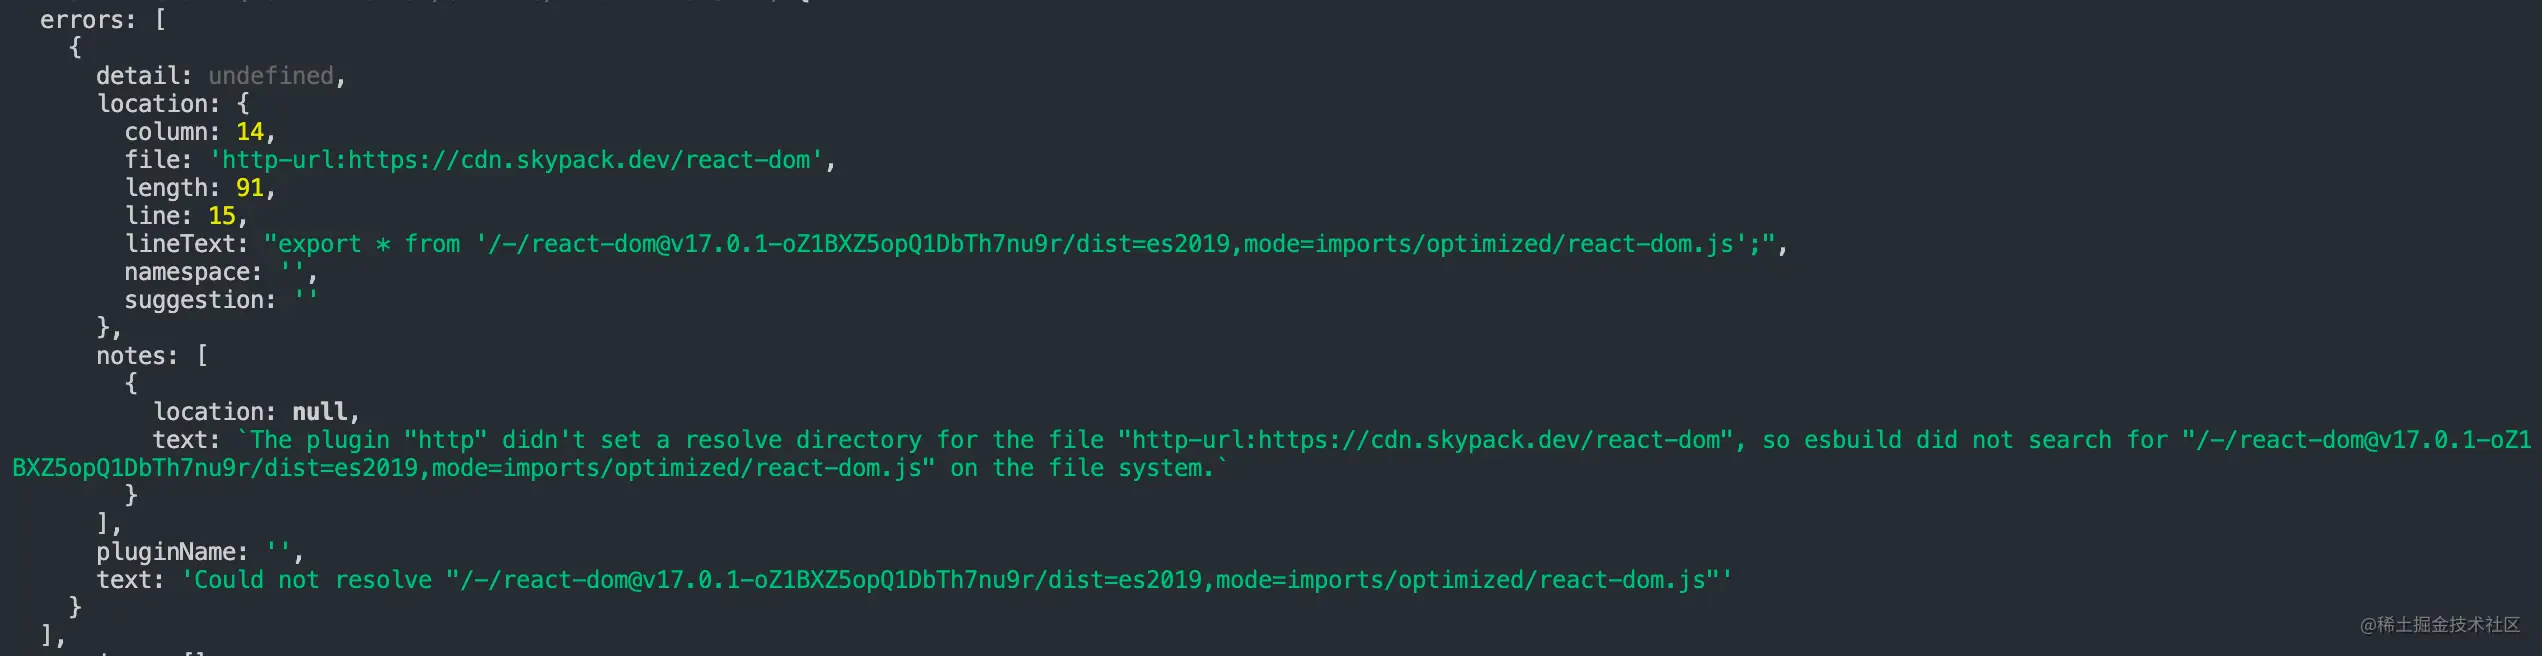 errors: [
{
detail: undefined,
location: {
column: 14,
file: 'http-url:https://cdn.skypack.dev/react-dom',
length: 91,
line: 15,
lineText: "export * from '/-/react-dom@v17.0.1-oZ1BXZ5opQ1DbTh7nu9r/dist=es2019,mode=imports/optimized/react-dom.js';",
namespace: '',
suggestion: ''
},
notes: [
{
location: null,
text: `The plugin "http" didn't set a resolve directory for the file "http-url:https://cdn.skypack.dev/react-dom", so esbuild did not search for "/-/react-dom@v17.0.1-oZ1
BXZ5opQ1DbTh7nu9r/dist=es2019,mode=imports/optimized/react-dom.js" on the file system.`
}
],
pluginName: '',
text: 'Could not resolve "/-/react-dom@v17.0.1-oZ1BXZ5opQ1DbTh7nu9r/dist=es2019,mode=imports/optimized/react-dom.js"'
}
],
@稀土掘金技术社区